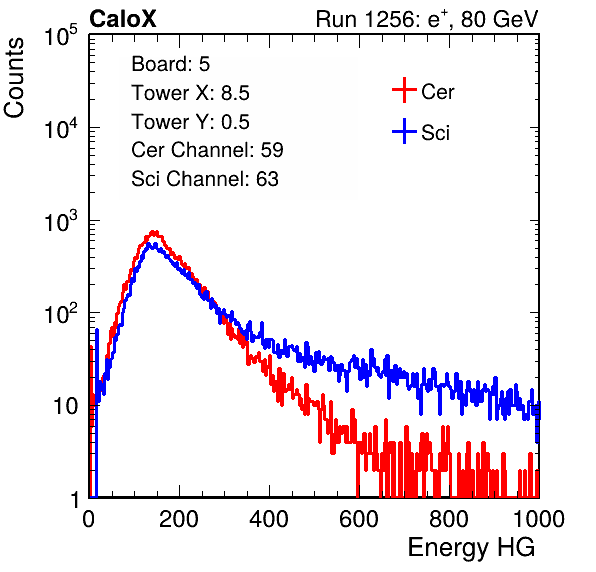 CaloX Run 1256: e⁺, 80 GeV
Counts
10⁵
10⁴
10³
10²
10
1
Board: 5
Tower X: 8.5
Tower Y: 0.5
Cer Channel: 59
Sci Channel: 63
Cer
Sci
0 200 400 600 800 1000
Energy HG